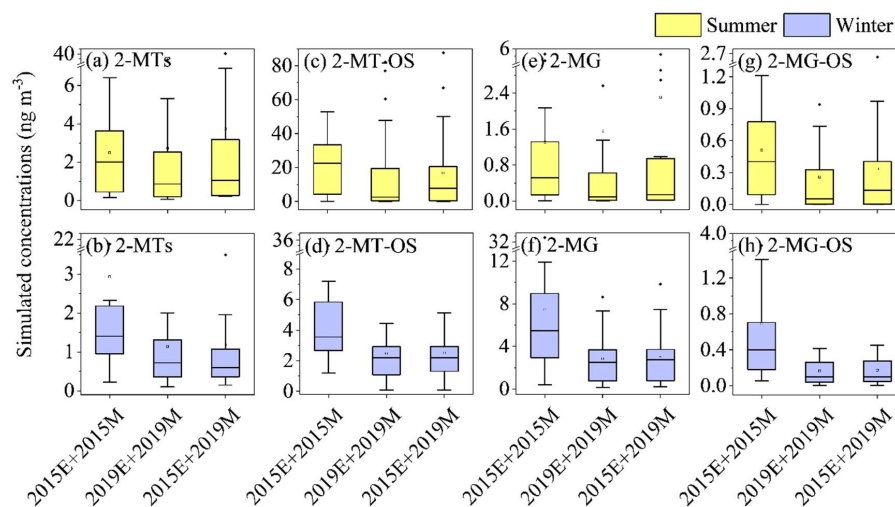 Summer Winter
Simulated concentrations (ng m⁻³)
(a) 2-MTs
40
6
4
2
0
(c) 2-MT-OS
80
60
40
20
0
(e) 2-MG
6
2.4
1.6
0.8
0.0
(g) 2-MG-OS
2.7
1.2
0.9
0.6
0.3
0.0
(b) 2-MTs
22
3
2
1
0
(d) 2-MT-OS
36
8
6
4
2
0
(f) 2-MG
32
12
8
4
0
(h) 2-MG-OS
4.0
1.2
0.8
0.4
0.0
2015E+2015M
2019E+2019M
2015E+2019M
2015E+2015M
2019E+2019M
2015E+2019M
2015E+2015M
2019E+2019M
2015E+2019M
2015E+2015M
2019E+2019M
2015E+2019M